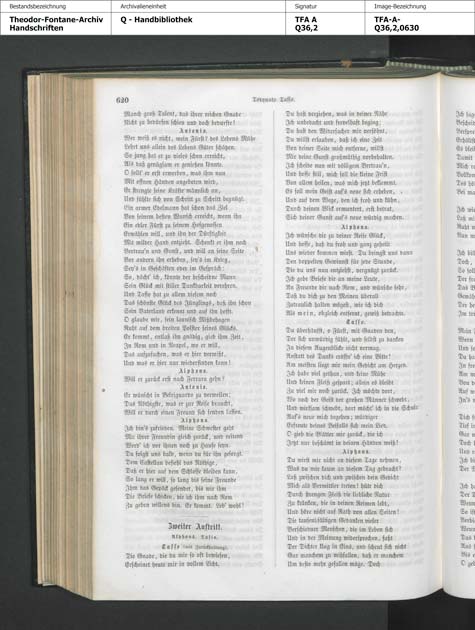 Bestandsbezeichnung
Theodor-Fontane-Archiv
Handschriften
Archivalieneinheit
Q - Handbibliothek
Signatur
TFA A
Q36,2
Image-Bezeichnung
TFA-A-
Q36,2,0630
620
Torquato Tasso.
Manch groß Talent, das ihrer reichen Gnade
Nicht zu bedürfen schien und doch bedurfte!
Antonio.
Wer weiß es nicht, mein Fürst? des Lebens Mühe
Lehrt uns allein des Lebens Güter schätzen.
So jung hat er zu vieles schon erreicht,
Als daß genügsam er genießen könnte.
O sollt' er erst erwerben, was ihm nun
Mit offnen Händen angeboten wird,
Er strengte seine Kräfte männlich an,
Und fühlte sich von Schritt zu Schritt begnügt.
Ein armer Edelmann hat schon das Ziel
Von seinem besten Wunsch erreicht, wenn ihn
Ein edler Fürst zu seinem Hofgenossen
Erwählen will, und ihn der Dürftigkeit
Mit milder Hand entzieht. Schenkt er ihm noch
Vertrau'n und Gunst, und will an seine Seite
Vor andern ihn erheben, sey's im Krieg,
Sey's in Geschäften oder im Gespräch:
So, dächt' ich, könnte der bescheidne Mann
Sein Glück mit stiller Dankbarkeit verehren.
Und Tasso hat zu allem diesem noch
Das schönste Glück des Jünglings, daß ihn schon
Sein Vaterland erkennt und auf ihn hofft.
O glaube mir, sein launisch Mißbehagen
Ruht auf dem breiten Polster seines Glücks.
Er kommt, entlaß ihn gnädig, gieb ihm Zeit,
In Rom und in Neapel, wo er will,
Das aufzusuchen, was er hier vermißt,
Und was er hier nur wiederfinden kann!
Alphons.
Will er zurück erst nach Ferrara gehn?
Antonio.
Er wünscht in Belriguardo zu verweilen.
Das Nöthigste, was er zur Reise braucht,
Will er durch einen Freund sich senden lassen.
Alphons.
Ich bin's zufrieden. Meine Schwester geht
Mit ihrer Freundin gleich zurück, und reitend
Werd' ich vor ihnen noch zu Hause seyn.
Du folgst uns bald, wenn du für ihn gesorgt.
Dem Castellan befiehl das Nöthige,
Daß er hier auf dem Schlosse bleiben kann,
So lang er will, so lang bis seine Freunde
Ihm das Gepäck gesendet, bis wir ihm
Die Briefe schicken, die ich ihm nach Rom
Zu geben willens bin. Er kommt. Leb' wohl!
Zweiter Auftritt.
Alphons. Tasso.
Tasso (mit Zurückhaltung).
Die Gnade, die du mir so oft bewiesen,
Erscheinet heute mir in vollem Licht.
Du hast verziehen, was in deiner Nähe
Ich unbedacht und frevelhaft beging;
Du hast den Widersacher mir versöhnt,
Du willst erlauben, daß ich eine Zeit
Von deiner Seite mich entferne, willst
Mir deine Gunst großmüthig vorbehalten.
Ich scheide nun mit völligem Vertrau'n,
Und hoffe still, mich soll die kleine Frist
Von allem heilen, was mich jetzt beklemmt.
Es soll mein Geist auf's neue sich erheben,
Und auf dem Wege, den ich froh und kühn,
Durch deinen Blick ermuntert, erst betrat,
Sich deiner Gunst auf's neue würdig machen.
Alphons.
Ich wünsche dir zu deiner Reise Glück,
Und hoffe, daß du froh und ganz geheilt
Uns wieder kommen wirst. Du bringst uns dann
Den doppelten Gewinnst für jede Stunde,
Die du uns nun entziehst, vergnügt zurück.
Ich gebe Briefe dir an meine Leute,
An Freunde dir nach Rom, und wünsche sehr,
Daß du dich zu den Meinen überall
Zutraulich halten mögest, wie ich dich
Als mein, obgleich entfernt, gewiß betrachte.
Tasso.
Du überhäufst, o Fürst, mit Gnaden den,
Der sich unwürdig fühlt, und selbst zu danken
In diesem Augenblicke nicht vermag.
Anstatt des Danks eröffn' ich eine Bitte!
Am meisten liegt mir mein Gedicht am Herzen.
Ich habe viel gethan, und keine Mühe
Und keinen Fleiß gespart; allein es bleibt
Zu viel mir noch zurück. Ich möchte dort,
Wo noch der Geist der großen Männer schwebt,
Und wirksam schwebt, dort möcht' ich in die Schule
Auf's neue mich begeben; würdiger
Erfreute deines Beifalls sich mein Lied.
O gieb die Blätter mir zurück, die ich
Jetzt nur beschämt in deinen Händen weiß!
Alphons.
Du wirst mir nicht an diesem Tage nehmen,
Was du mir kaum an diesem Tag gebracht?
Laß zwischen dich und zwischen dein Gedicht
Mich als Vermittler treten! hüte dich
Durch strengen Fleiß die liebliche Natur
Zu kränken, die in deinen Reimen lebt,
Und höre nicht auf Rath von allen Seiten!
Die tausendfältigen Gedanken vieler
Verschiedner Menschen, die im Leben sich
Und in der Meinung widersprechen, faßt
Der Dichter klug in Eins, und scheut sich nicht
Gar manchem zu mißfallen, daß er manchem
Um desto mehr gefallen möge. Doch